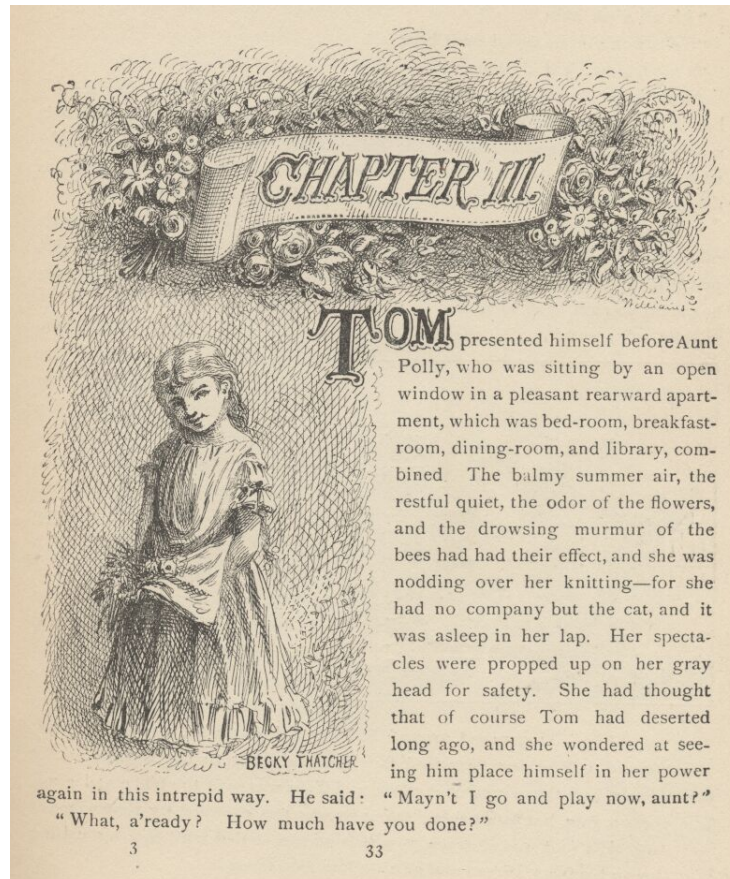 CHAPTER III.
Williams
TOM presented himself before Aunt
Polly, who was sitting by an open
window in a pleasant rearward apart-
ment, which was bed-room, breakfast-
room, dining-room, and library, com-
bined The balmy summer air, the
restful quiet, the odor of the flowers,
and the drowsing murmur of the
bees had had their effect, and she was
nodding over her knitting—for she
had no company but the cat, and it
was asleep in her lap. Her specta-
cles were propped up on her gray
head for safety. She had thought
that of course Tom had deserted
long ago, and she wondered at see-
BECKY THATCHER
ing him place himself in her power
again in this intrepid way. He said: “Mayn't I go and play now, aunt?”
“What, a'ready? How much have you done?”
3 33